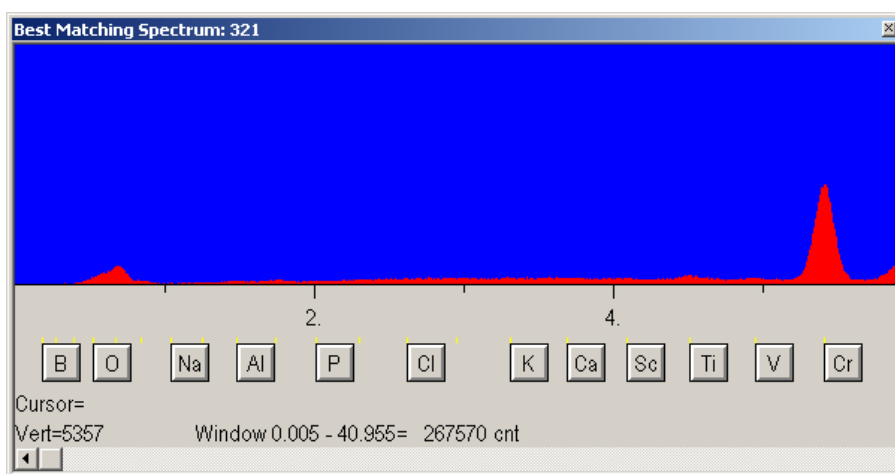 Best Matching Spectrum: 321
2. 4.
B O Na Al P Cl K Ca Sc Ti V Cr
Cursor=
Vert=5357 Window 0.005 - 40.955= 267570 cnt